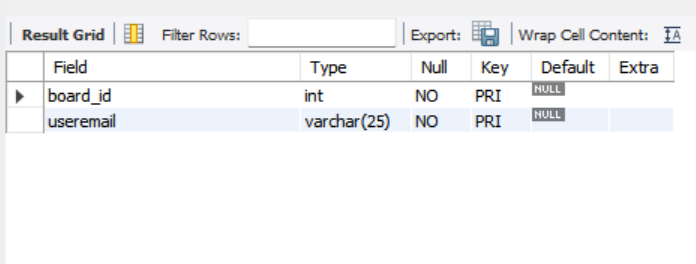 Result Grid Filter Rows: Export: Wrap Cell Content: IA
Field Type Null Key Default Extra
board_id int NO PRI NULL
useremail varchar(25) NO PRI NULL